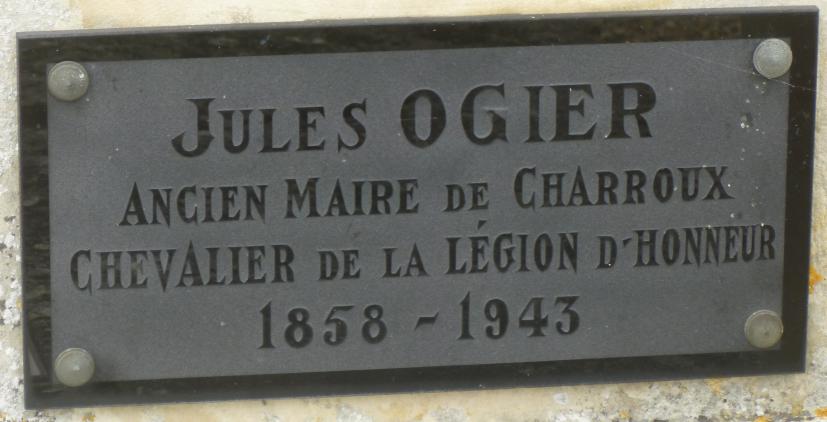 JULES OGIER
ANCIEN MAIRE DE CHARROUX
CHEVALIER DE LA LÉGION D'HONNEUR
1858 - 1943